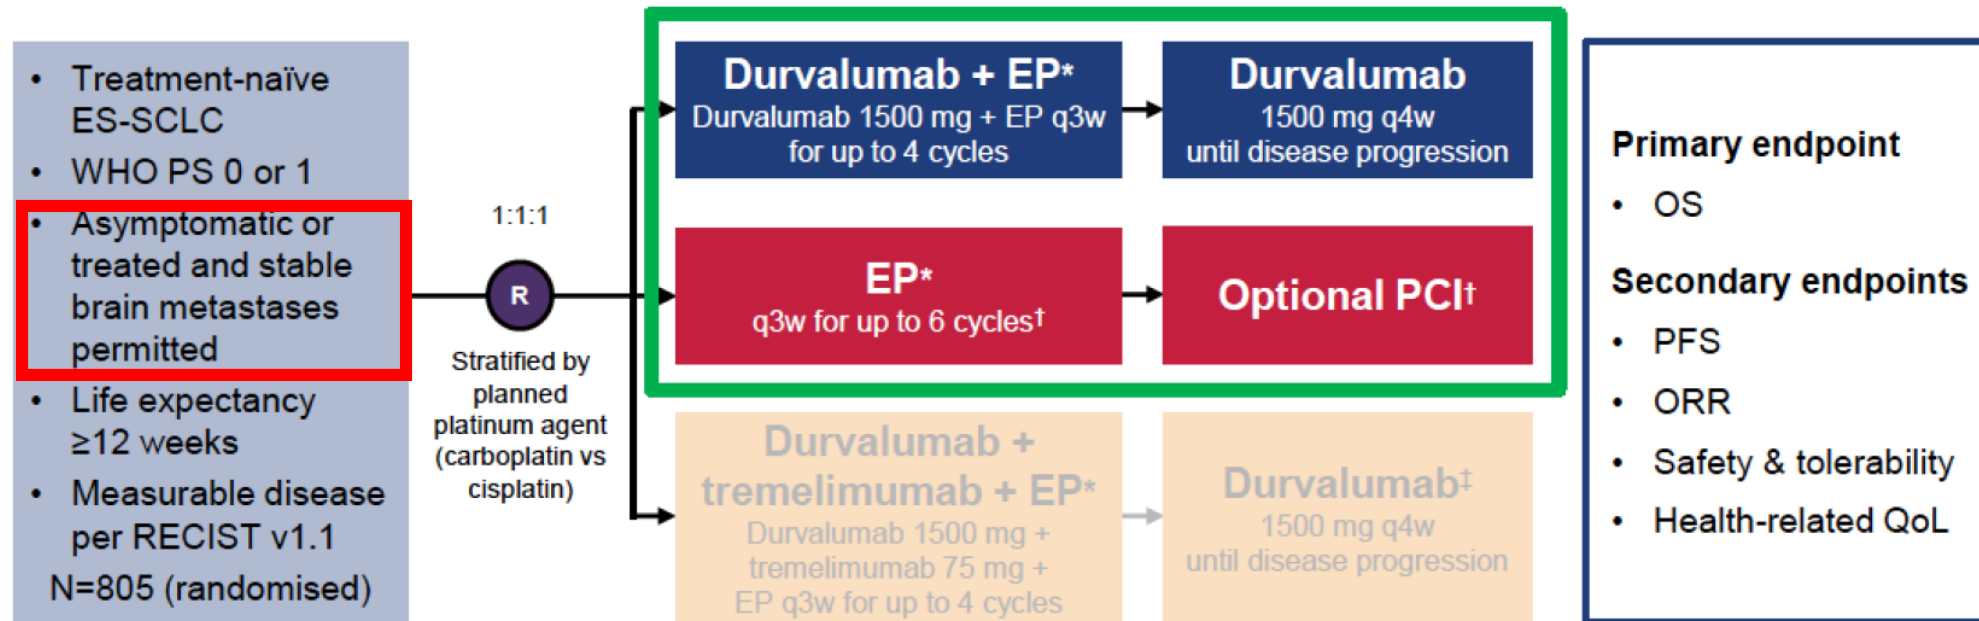 • Treatment-naïve
ES-SCLC
• WHO PS 0 or 1
• Asymptomatic or
treated and stable
brain metastases
permitted
• Life expectancy
≥12 weeks
• Measurable disease
per RECIST v1.1
N=805 (randomised)
1:1:1
R
Stratified by
planned
platinum agent
(carboplatin vs
cisplatin)
Durvalumab + EP*
Durvalumab 1500 mg + EP q3w
for up to 4 cycles
Durvalumab
1500 mg q4w
until disease progression
EP*
q3w for up to 6 cycles†
Optional PCI†
Durvalumab +
tremelimumab + EP*
Durvalumab 1500 mg +
tremelimumab 75 mg +
EP q3w for up to 4 cycles
Durvalumab‡
1500 mg q4w
until disease progression
Primary endpoint
• OS
Secondary endpoints
• PFS
• ORR
• Safety & tolerability
• Health-related QoL